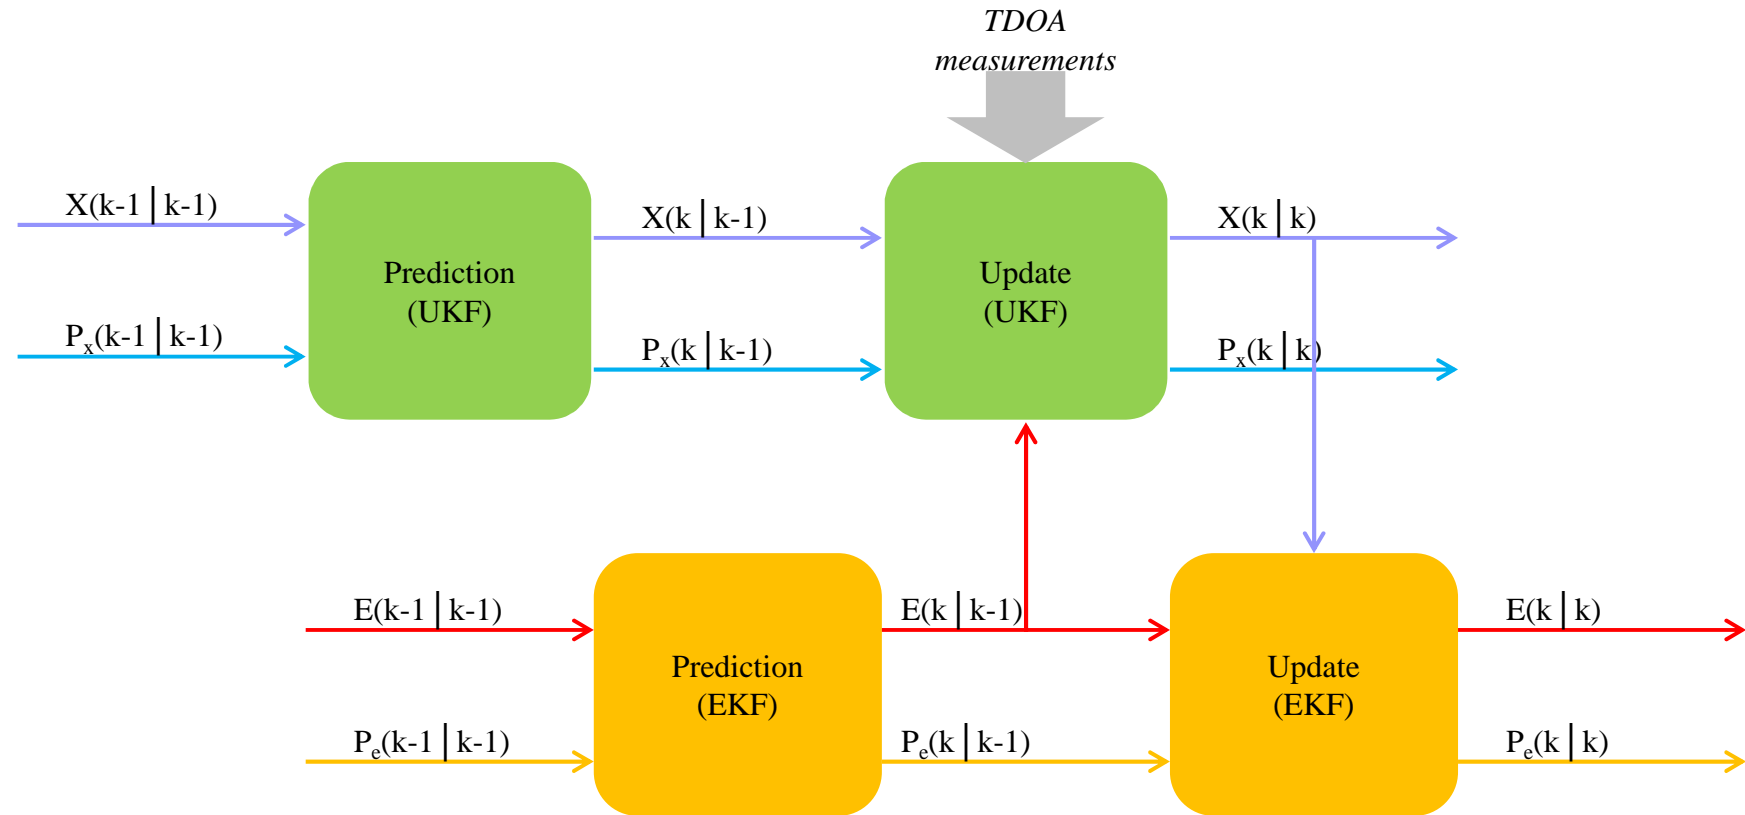 TDOA
measurements
X(k-1|k-1)
X(k|k-1)
X(k|k)
Prediction
(UKF)
Update
(UKF)
Pₓ(k-1|k-1)
Pₓ(k|k-1)
Pₓ(k|k)
E(k-1|k-1)
E(k|k-1)
E(k|k)
Prediction
(EKF)
Update
(EKF)
Pₑ(k-1|k-1)
Pₑ(k|k-1)
Pₑ(k|k)